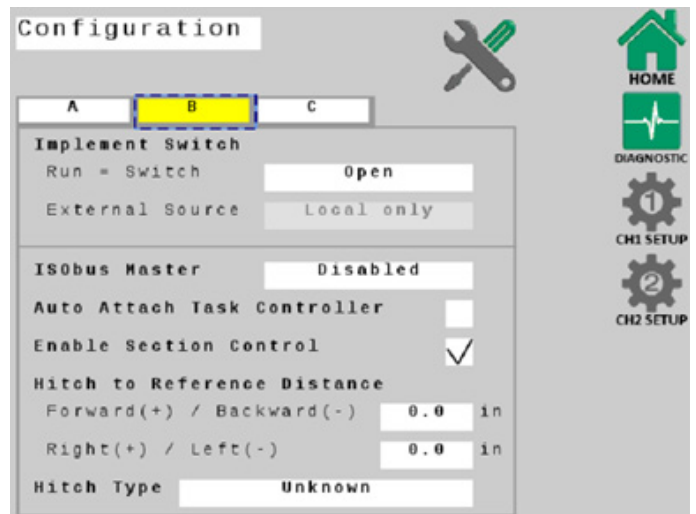 Configuration
HOME
A B C
DIAGNOSTIC
Implement Switch
Run = Switch Open
External Source Local only
1
CH1 SETUP
ISObus Master Disabled
2
Auto Attach Task Controller
CH2 SETUP
Enable Section Control
Hitch to Reference Distance
Forward(+) / Backward(-) 0.0 in
Right(+) / Left(-) 0.0 in
Hitch Type Unknown